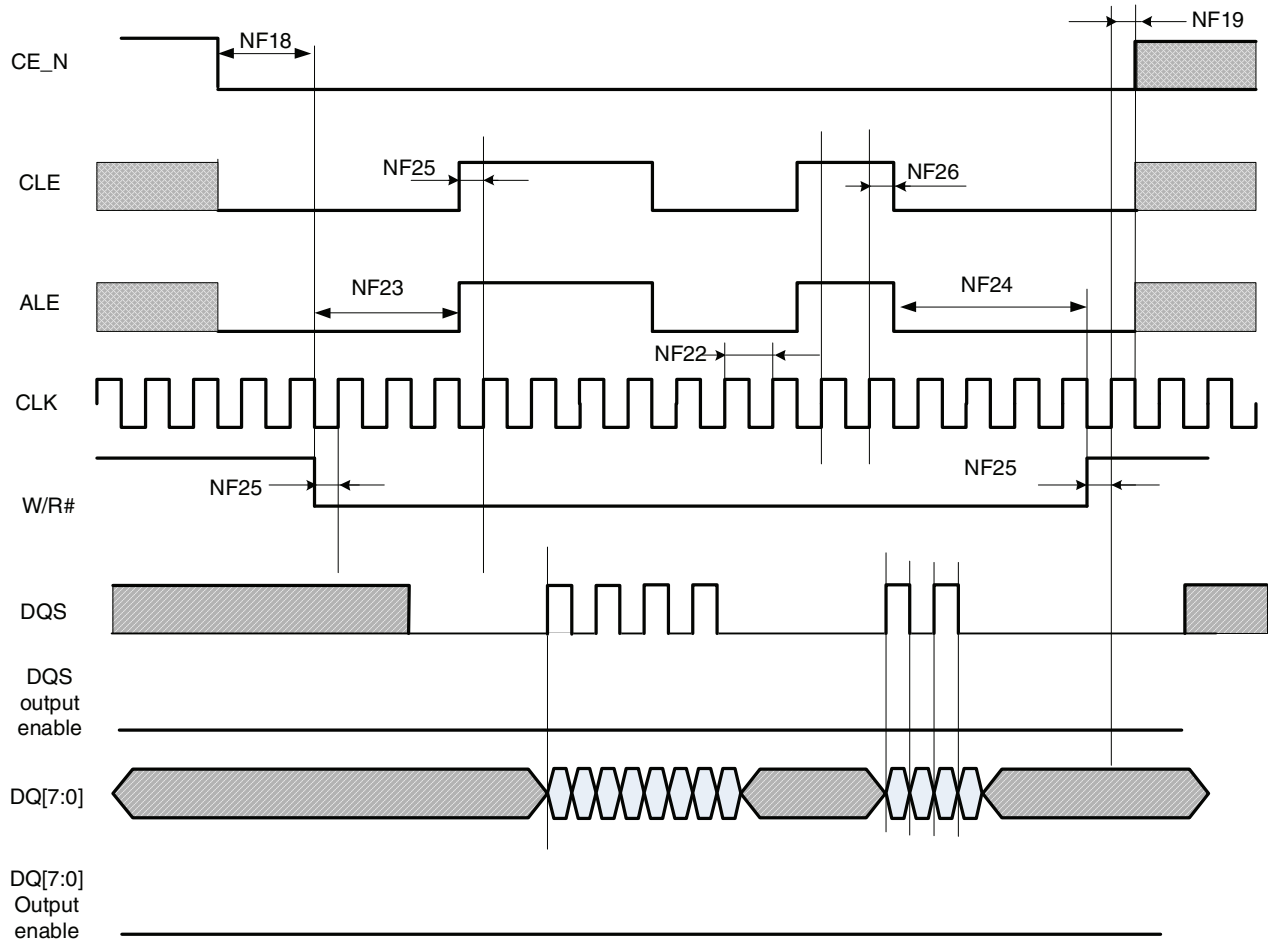 NF19
NF18
CE_N
NF25
NF26
CLE
NF23
NF24
ALE
NF22
CLK
NF25
NF25
W/R#
DQS
DQS
output
enable
DQ[7:0]
DQ[7:0]
Output
enable